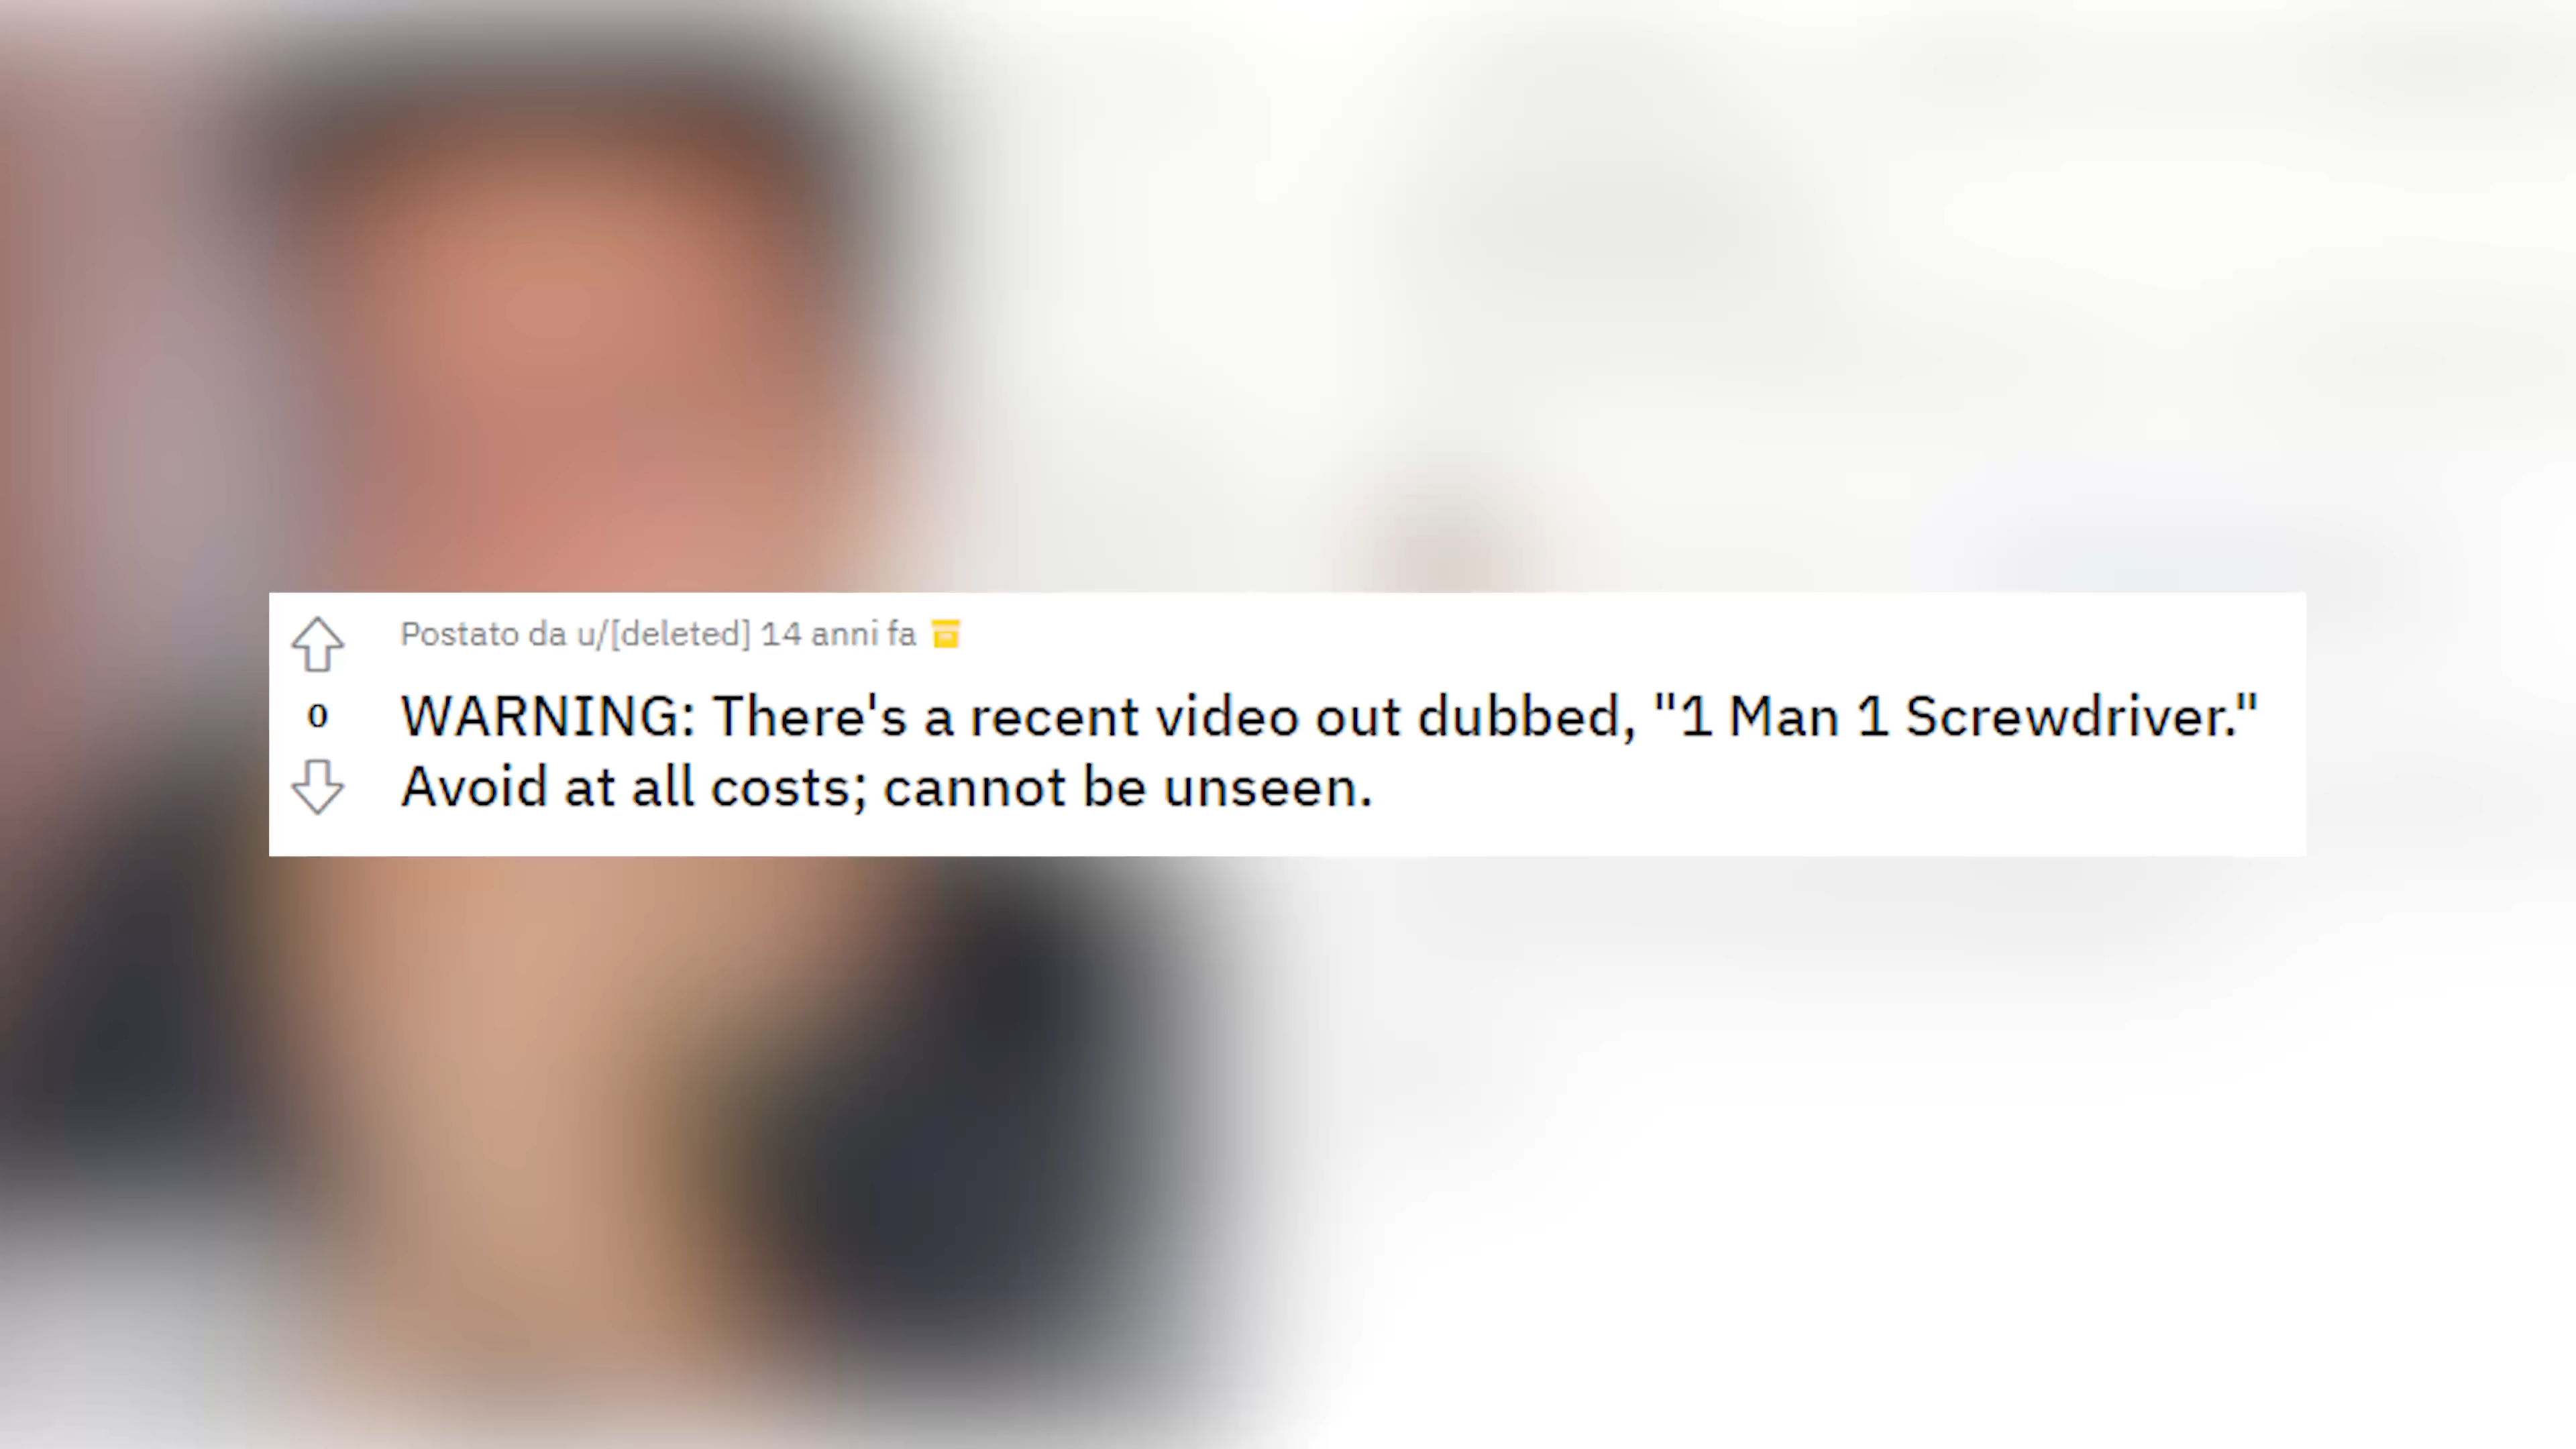 Postato da u/[deleted] 14 anni fa
0
WARNING: There's a recent video out dubbed, "1 Man 1 Screwdriver."
Avoid at all costs; cannot be unseen.